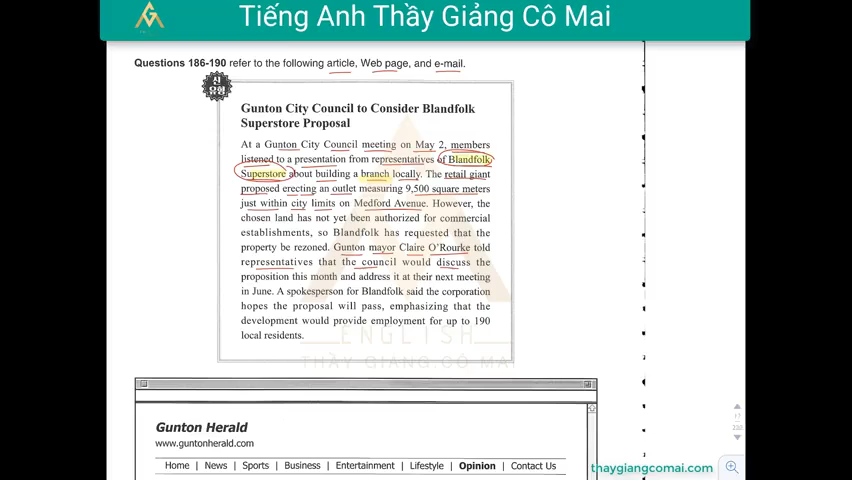 Tiếng Anh Thầy Giảng Cô Mai
Questions 186-190 refer to the following article, Web page, and e-mail.
Gunton City Council to Consider Blandfolk
Superstore Proposal
At a Gunton City Council meeting on May 2, members
listened to a presentation from representatives of Blandfolk
Superstore about building a branch locally. The retail giant
proposed erecting an outlet measuring 9,500 square meters
just within city limits on Medford Avenue. However, the
chosen land has not yet been authorized for commercial
establishments, so Blandfolk has requested that the
property be rezoned. Gunton mayor Claire O'Rourke told
representatives that the council would discuss the
proposition this month and address it at their next meeting
in June. A spokesperson for Blandfolk said the corporation
hopes the proposal will pass, emphasizing that the
development would provide employment for up to 190
local residents.
ENGLISH
THẦY GIẢNG.CÔ MAI
Gunton Herald
www.guntonherald.com
Home | News | Sports | Business | Entertainment | Lifestyle | Opinion | Contact Us
thaygiangcomai.com